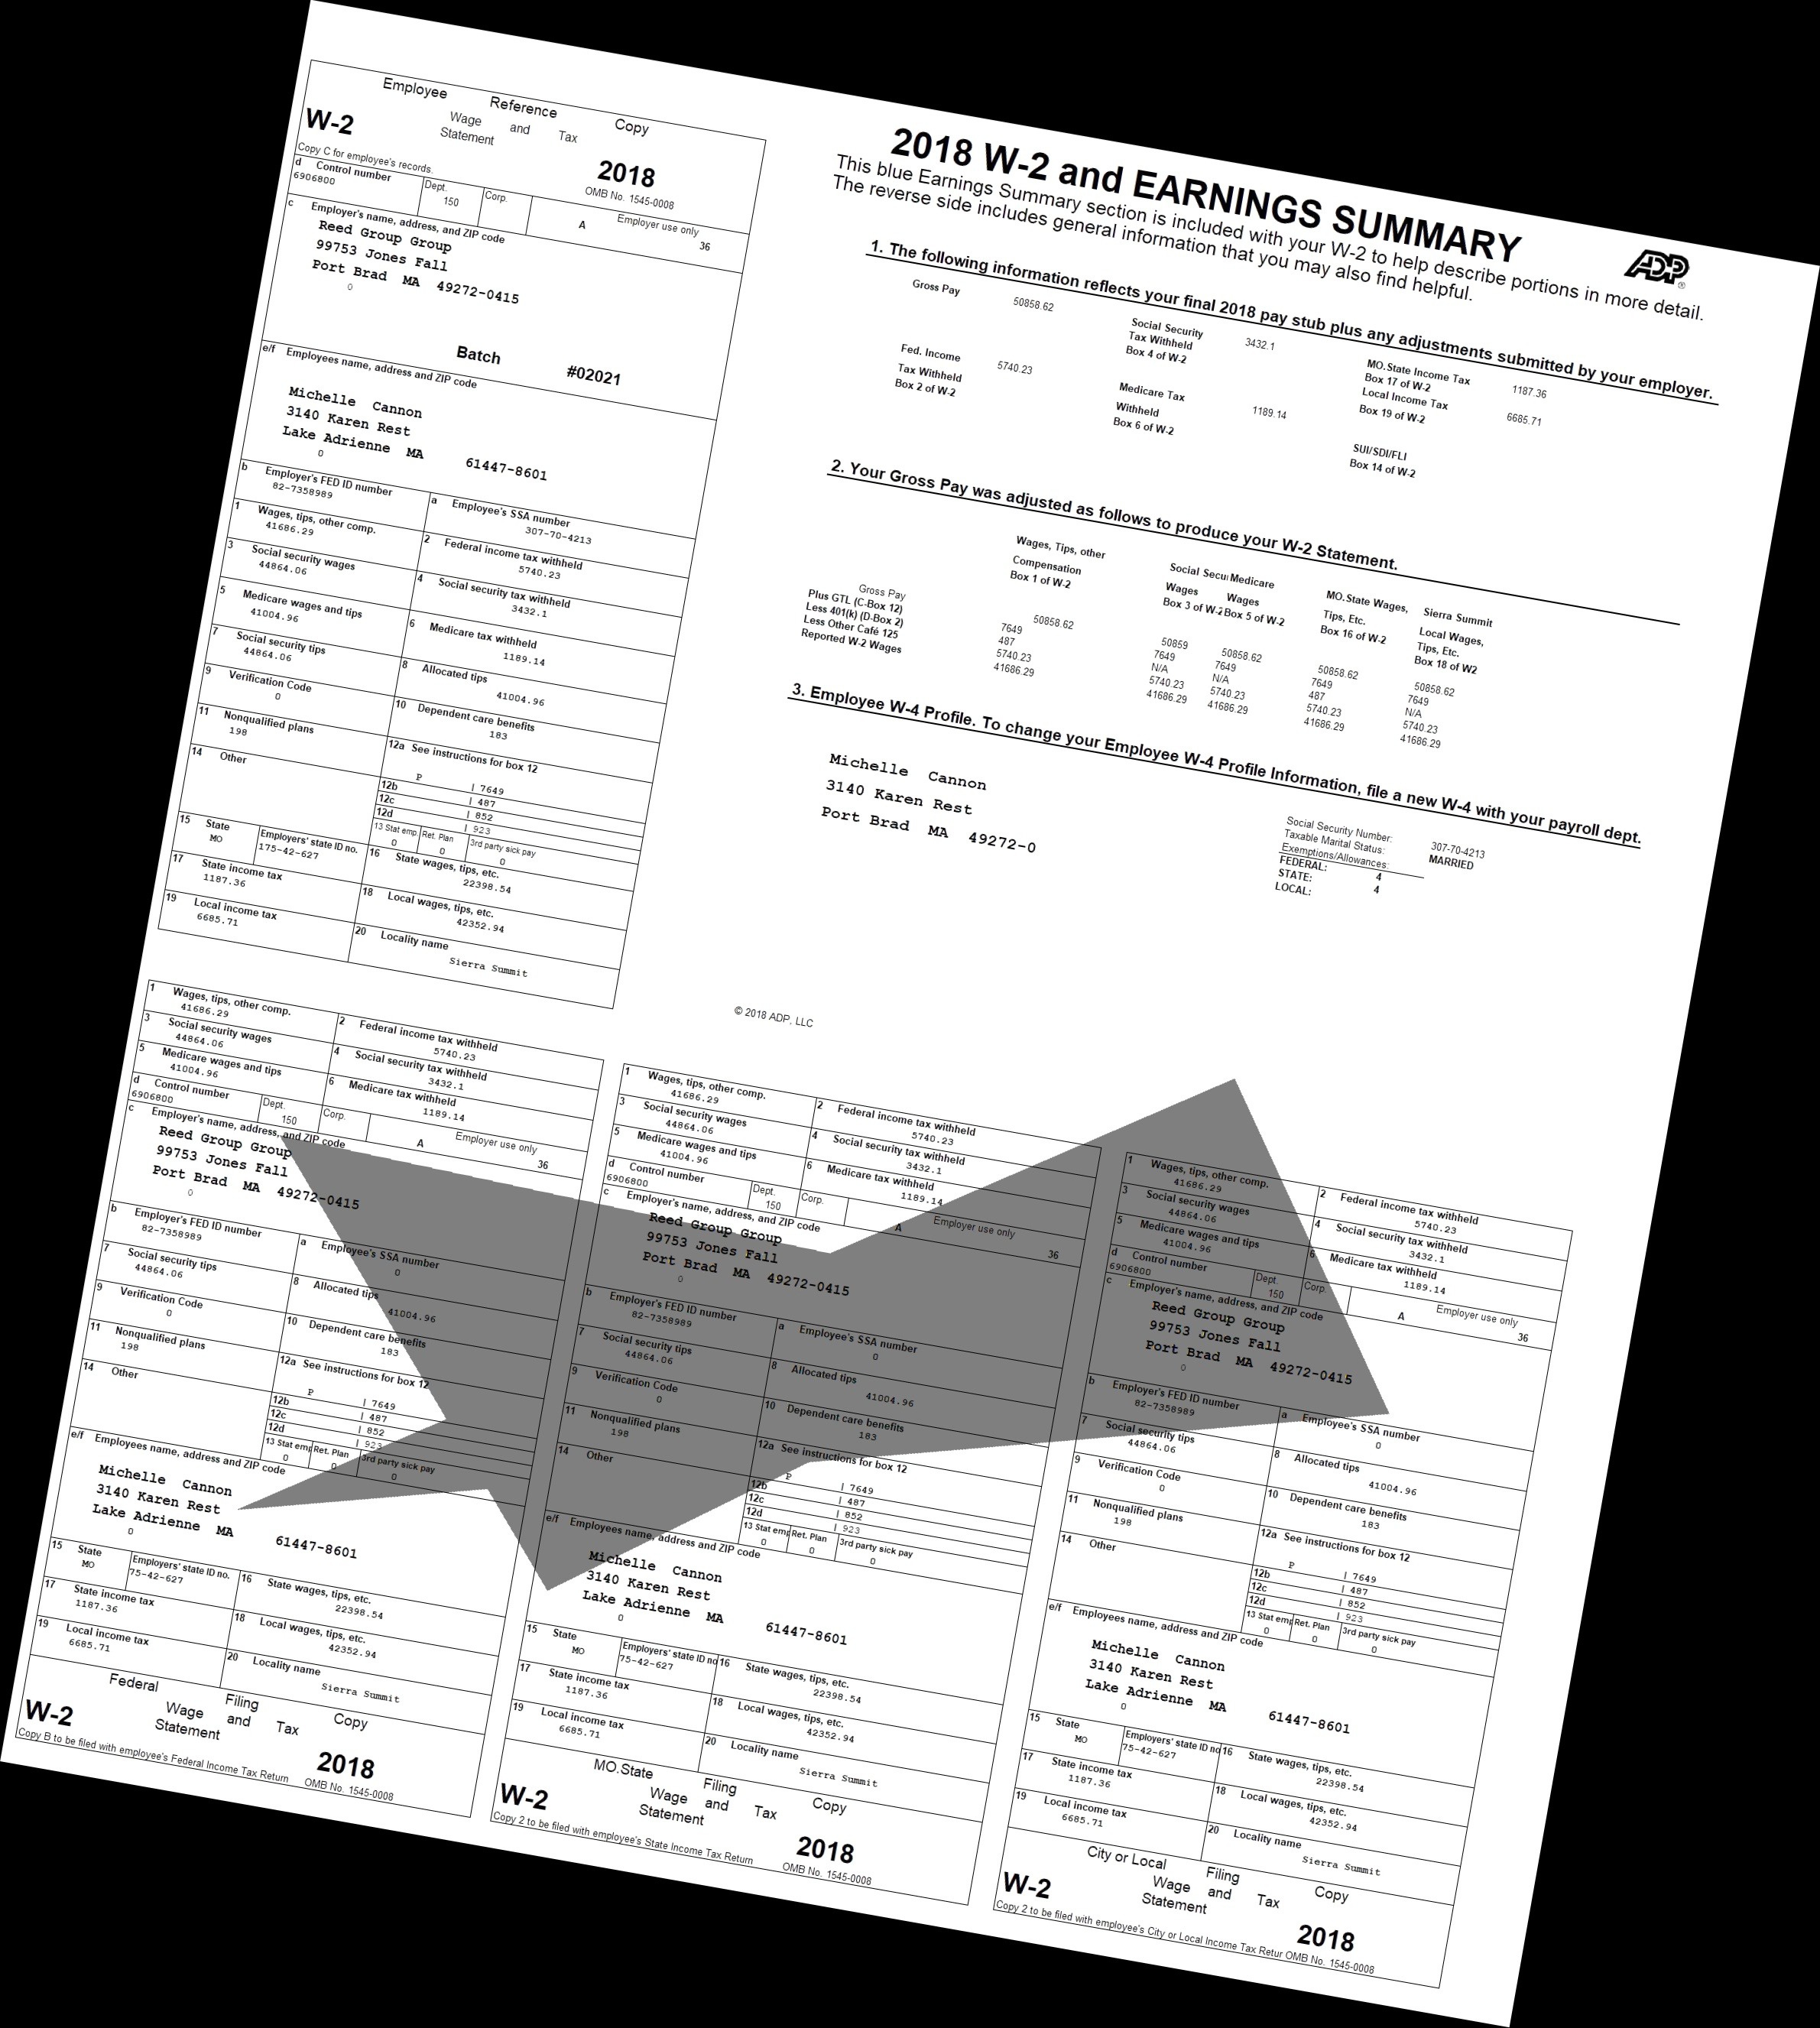 Employee Reference Copy
W-2 Wage and Tax
Statement
2018
Copy C for employee's records.
OMB No. 1545-0008
d Control number
6906800
Dept.
150
Corp.
A
Employer use only
36
c Employer's name, address, and ZIP code
Reed Group Group
99753 Jones Fall
Port Brad MA 49272-0415
0
Batch #02021
e/f Employees name, address and ZIP code
Michelle Cannon
3140 Karen Rest
Lake Adrienne MA 61447-8601
0
b Employer's FED ID number
82-7358989
a Employee's SSA number
307-70-4213
1 Wages, tips, other comp.
41686.29
2 Federal income tax withheld
5740.23
3 Social security wages
44864.06
4 Social security tax withheld
3432.1
5 Medicare wages and tips
41004.96
6 Medicare tax withheld
1189.14
7 Social security tips
44864.06
8 Allocated tips
41004.96
9 Verification Code
0
10 Dependent care benefits
183
11 Nonqualified plans
198
12a See instructions for box 12
P | 7649
14 Other
12b | 487
12c | 852
12d | 923
13 Stat emp. Ret. Plan 3rd party sick pay
0 0 0
15 State
MO
Employers' state ID no.
175-42-627
16 State wages, tips, etc.
22398.54
17 State income tax
1187.36
18 Local wages, tips, etc.
42352.94
19 Local income tax
6685.71
20 Locality name
Sierra Summit
2018 W-2 and EARNINGS SUMMARY
This blue Earnings Summary section is included with your W-2 to help describe portions in more detail.
The reverse side includes general information that you may also find helpful.
ADP®
1. The following information reflects your final 2018 pay stub plus any adjustments submitted by your employer.
Gross Pay 50858.62
Social Security
Tax Withheld
Box 4 of W-2
3432.1
MO.State Income Tax
Box 17 of W-2
1187.36
Local Income Tax
Box 19 of W-2
6685.71
Fed. Income
Tax Withheld
Box 2 of W-2
5740.23
Medicare Tax
Withheld
Box 6 of W-2
1189.14
SUI/SDI/FLI
Box 14 of W-2
2. Your Gross Pay was adjusted as follows to produce your W-2 Statement.
Wages, Tips, other
Compensation
Box 1 of W-2
Social Secu
Wages
Box 3 of W-2
Medicare
Wages
Box 5 of W-2
MO.State Wages,
Tips, Etc.
Box 16 of W-2
Sierra Summit
Local Wages,
Tips, Etc.
Box 18 of W2
Gross Pay 50858.62 50859 50858.62 50858.62 50858.62
Plus GTL (C-Box 12) 7649 7649 7649 7649 7649
Less 401(k) (D-Box 2) 487 N/A N/A 487 N/A
Less Other Café 125 5740.23 5740.23 5740.23 5740.23 5740.23
Reported W-2 Wages 41686.29 41686.29 41686.29 41686.29 41686.29
3. Employee W-4 Profile. To change your Employee W-4 Profile Information, file a new W-4 with your payroll dept.
Michelle Cannon
3140 Karen Rest
Port Brad MA 49272-0
Social Security Number: 307-70-4213
Taxable Marital Status: MARRIED
Exemptions/Allowances:
FEDERAL: 4
STATE: 4
LOCAL:
© 2018 ADP, LLC
1 Wages, tips, other comp.
41686.29
2 Federal income tax withheld
5740.23
3 Social security wages
44864.06
4 Social security tax withheld
3432.1
5 Medicare wages and tips
41004.96
6 Medicare tax withheld
1189.14
d Control number
6906800
Dept.
150
Corp.
A
Employer use only
36
c Employer's name, address, and ZIP code
Reed Group Group
99753 Jones Fall
Port Brad MA 49272-0415
0
b Employer's FED ID number
82-7358989
a Employee's SSA number
0
7 Social security tips
44864.06
8 Allocated tips
41004.96
9 Verification Code
0
10 Dependent care benefits
183
11 Nonqualified plans
198
12a See instructions for box 12
P | 7649
14 Other
12b | 487
12c | 852
12d | 923
13 Stat emp Ret. Plan 3rd party sick pay
0 0 0
e/f Employees name, address and ZIP code
Michelle Cannon
3140 Karen Rest
Lake Adrienne MA 61447-8601
0
15 State
MO
Employers' state ID no.
75-42-627
16 State wages, tips, etc.
22398.54
17 State income tax
1187.36
18 Local wages, tips, etc.
42352.94
19 Local income tax
6685.71
20 Locality name
Sierra Summit
Federal Filing Copy
W-2 Wage and Tax
Statement
2018
Copy B to be filed with employee's Federal Income Tax Return
OMB No. 1545-0008
1 Wages, tips, other comp.
41686.29
2 Federal income tax withheld
5740.23
3 Social security wages
44864.06
4 Social security tax withheld
3432.1
5 Medicare wages and tips
41004.96
6 Medicare tax withheld
1189.14
d Control number
6906800
Dept.
150
Corp.
A
Employer use only
36
c Employer's name, address, and ZIP code
Reed Group Group
99753 Jones Fall
Port Brad MA 49272-0415
0
b Employer's FED ID number
82-7358989
a Employee's SSA number
0
7 Social security tips
44864.06
8 Allocated tips
41004.96
9 Verification Code
0
10 Dependent care benefits
183
11 Nonqualified plans
198
12a See instructions for box 12
P | 7649
14 Other
12b | 487
12c | 852
12d | 923
13 Stat emp Ret. Plan 3rd party sick pay
0 0 0
e/f Employees name, address and ZIP code
Michelle Cannon
3140 Karen Rest
Lake Adrienne MA 61447-8601
0
15 State
MO
Employers' state ID no
75-42-627
16 State wages, tips, etc.
22398.54
17 State income tax
1187.36
18 Local wages, tips, etc.
42352.94
19 Local income tax
6685.71
20 Locality name
Sierra Summit
MO.State Filing Copy
W-2 Wage and Tax
Statement
2018
Copy 2 to be filed with employee's State Income Tax Return
OMB No. 1545-0008
1 Wages, tips, other comp.
41686.29
2 Federal income tax withheld
5740.23
3 Social security wages
44864.06
4 Social security tax withheld
3432.1
5 Medicare wages and tips
41004.96
6 Medicare tax withheld
1189.14
d Control number
6906800
Dept.
150
Corp.
A
Employer use only
36
c Employer's name, address, and ZIP code
Reed Group Group
99753 Jones Fall
Port Brad MA 49272-0415
0
b Employer's FED ID number
82-7358989
a Employee's SSA number
0
7 Social security tips
44864.06
8 Allocated tips
41004.96
9 Verification Code
0
10 Dependent care benefits
183
11 Nonqualified plans
198
12a See instructions for box 12
P | 7649
14 Other
12b | 487
12c | 852
12d | 923
13 Stat emp Ret. Plan 3rd party sick pay
0 0 0
e/f Employees name, address and ZIP code
Michelle Cannon
3140 Karen Rest
Lake Adrienne MA 61447-8601
0
15 State
MO
Employers' state ID no
75-42-627
16 State wages, tips, etc.
22398.54
17 State income tax
1187.36
18 Local wages, tips, etc.
42352.94
19 Local income tax
6685.71
20 Locality name
Sierra Summit
City or Local Filing Copy
W-2 Wage and Tax
Statement
2018
Copy 2 to be filed with employee's City or Local Income Tax Retur OMB No. 1545-0008